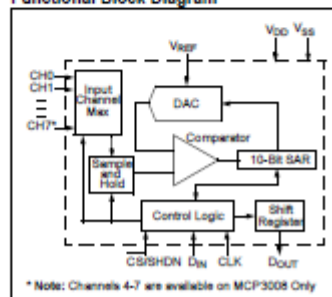 Functional Block Diagram
VREF
VDD VSS
CH0
CH1
CH7*
Input
Channel
Max
DAC
Comparator
Sample
and
Hold
10-Bit SAR
Control Logic
Shift
Register
CS/SHDN DIN CLK DOUT
* Note: Channels 4-7 are available on MCP3008 Only